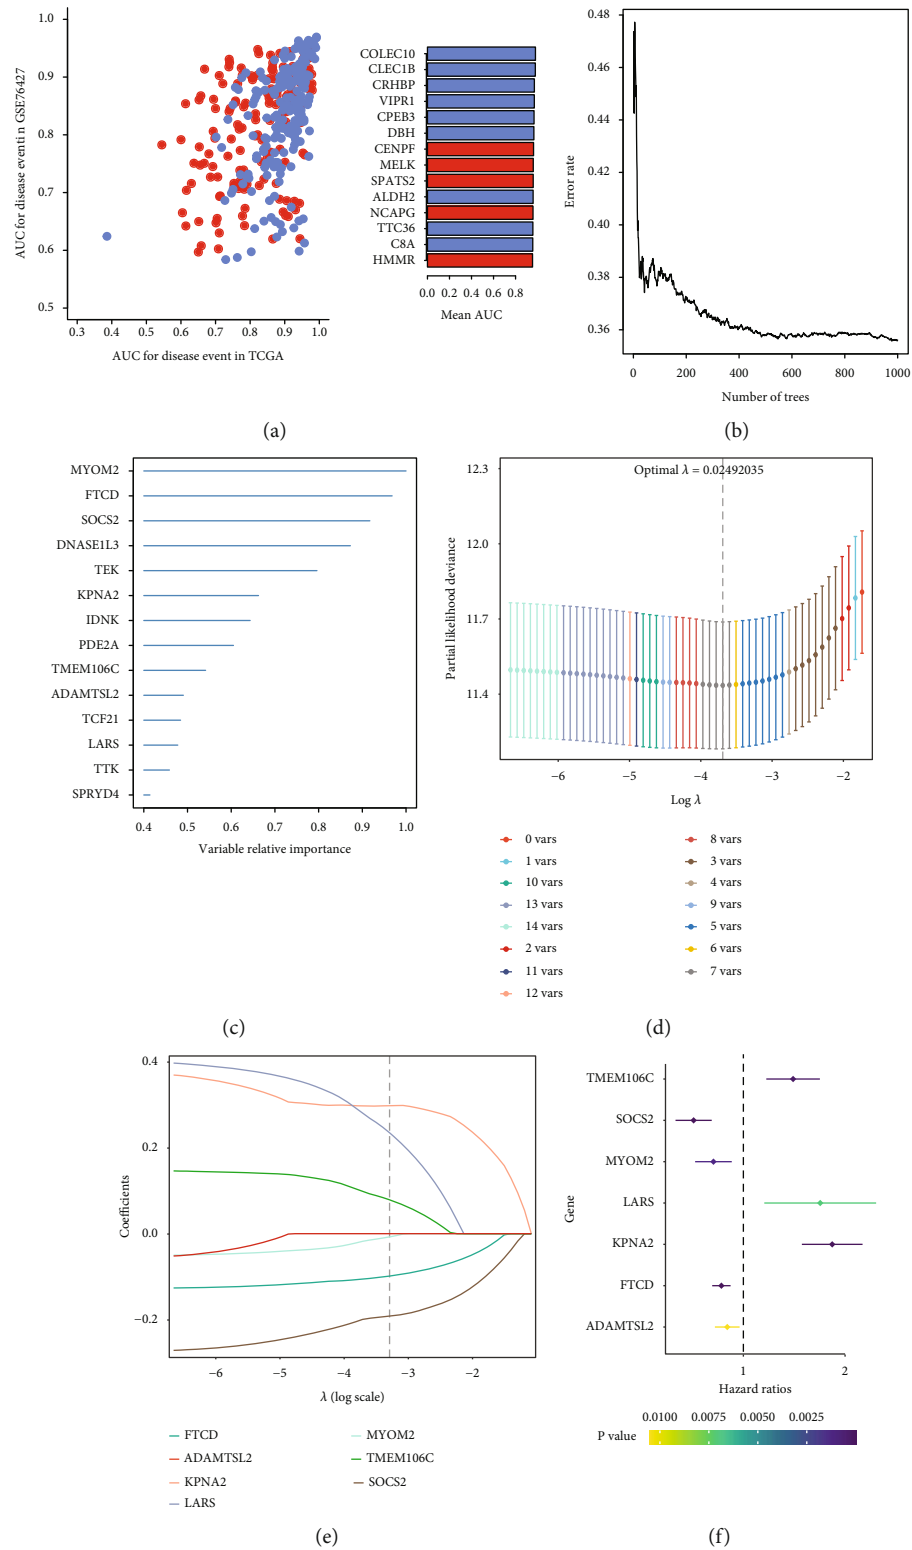 1.0
0.9
0.8
0.7
0.6
0.5
AUC for disease eventi n GSE76427
0.3 0.4 0.5 0.6 0.7 0.8 0.9 1.0
AUC for disease event in TCGA
COLEC10
CLEC1B
CRHBP
VIPR1
CPEB3
DBH
CENPF
MELK
SPATS2
ALDH2
NCAPG
TTC36
C8A
HMMR
0.0 0.2 0.4 0.6 0.8
Mean AUC
(a)
0.48
0.46
0.44
0.42
0.40
0.38
0.36
Error rate
0 200 400 600 800 1000
Number of trees
(b)
MYOM2
FTCD
SOCS2
DNASE1L3
TEK
KPNA2
IDNK
PDE2A
TMEM106C
ADAMTSL2
TCF21
LARS
TTK
SPRYD4
0.4 0.5 0.6 0.7 0.8 0.9 1.0
Variable relative importance
(c)
Optimal λ = 0.02492035
12.3
12.0
11.7
11.4
Partial likelihood deviance
−6 −5 −4 −3 −2
Log λ
0 vars
1 vars
10 vars
13 vars
14 vars
2 vars
11 vars
12 vars
8 vars
3 vars
4 vars
9 vars
5 vars
6 vars
7 vars
(d)
0.4
0.2
0.0
−0.2
Coefficients
−6 −5 −4 −3 −2
λ (log scale)
FTCD
ADAMTSL2
KPNA2
LARS
MYOM2
TMEM106C
SOCS2
(e)
TMEM106C
SOCS2
MYOM2
LARS
KPNA2
FTCD
ADAMTSL2
Gene
1 2
Hazard ratios
0.0100 0.0075 0.0050 0.0025
P value
(f)